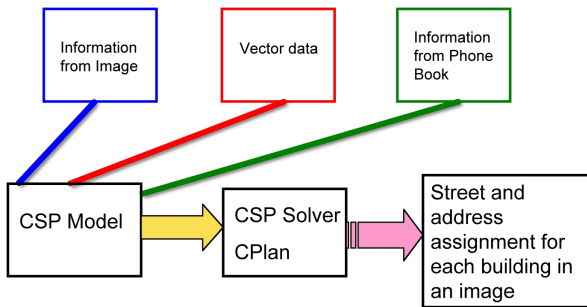 Information
from Image
Vector data
Information
from Phone
Book
CSP Model
CSP Solver
CPlan
Street and
address
assignment for
each building in
an image